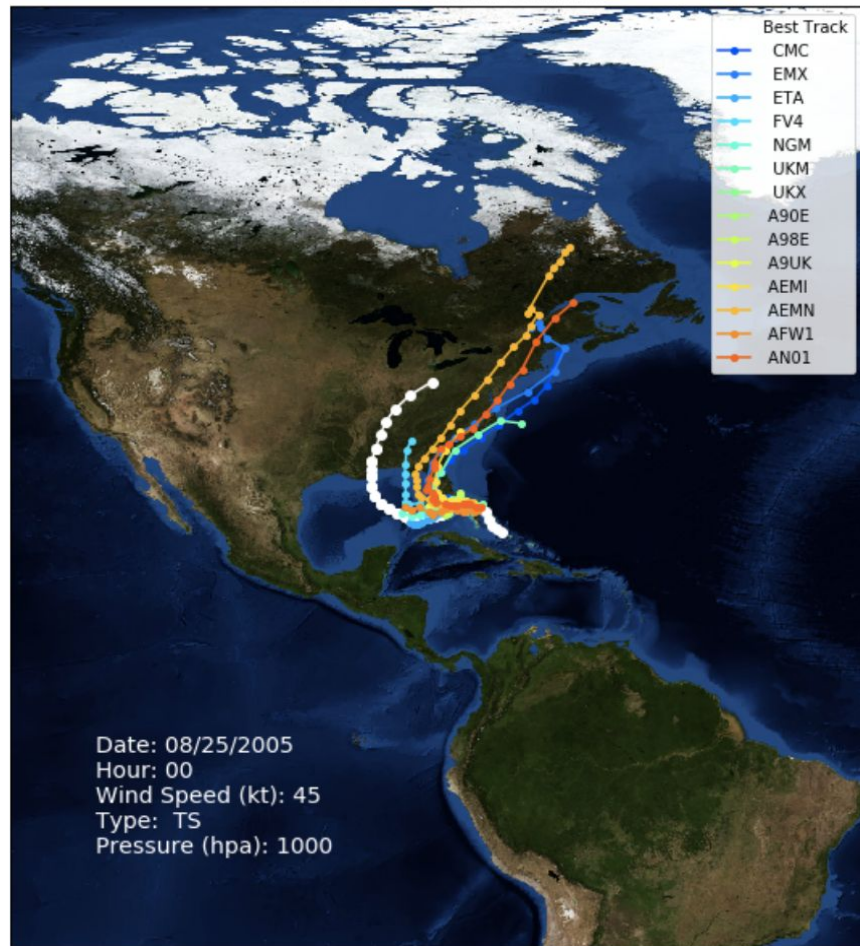 Best Track
CMC
EMX
ETA
FV4
NGM
UKM
UKX
A90E
A98E
A9UK
AEMI
AEMN
AFW1
AN01
Date: 08/25/2005
Hour: 00
Wind Speed (kt): 45
Type: TS
Pressure (hpa): 1000